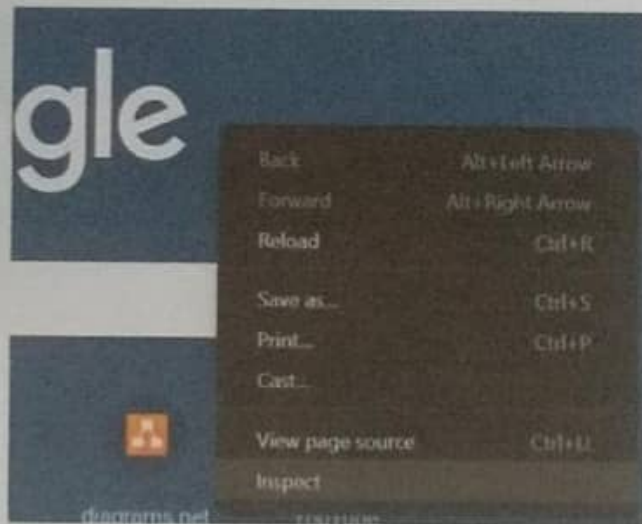 gle
Back Alt+Left Arrow
Forward Alt+Right Arrow
Reload Ctrl+R
Save as... Ctrl+S
Print... Ctrl+P
Cast...
View page source Ctrl+U
Inspect
diagrams.net